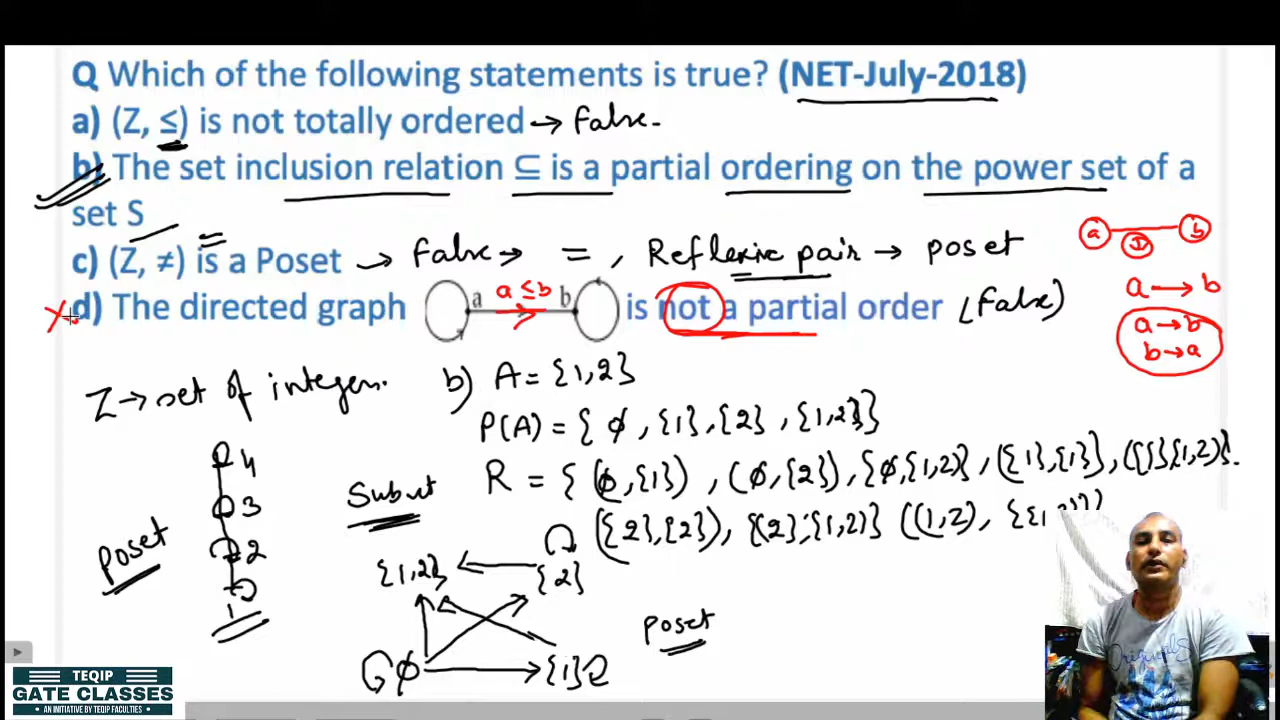 Q Which of the following statements is true? (NET-July-2018)
a) (Z, ≤) is not totally ordered → False.
b) The set inclusion relation ⊆ is a partial ordering on the power set of a
set S
c) (Z, ≠) is a Poset → False → = , Reflexive pair → poset
d) The directed graph a a ≤ b b is not a partial order (False)
a b
a → b
a → b
b → a
Z → set of integers. b) A = {1,2}
P(A) = { ϕ , {1}, {2} , {1,2}}
R = { (ϕ,{1}) , (ϕ,{2}), {ϕ,{1,2)}, ({1},{1}), ({1}{1,2)}.
({2},{2}), {(2},{1,2)} ((1,2),
4
3
2
1
Poset
Subset
{1,2}
{2}
ϕ
{1}
poset
Originals
TEQIP
GATE CLASSES
AN INITIATIVE BY TEQIP FACULTIES